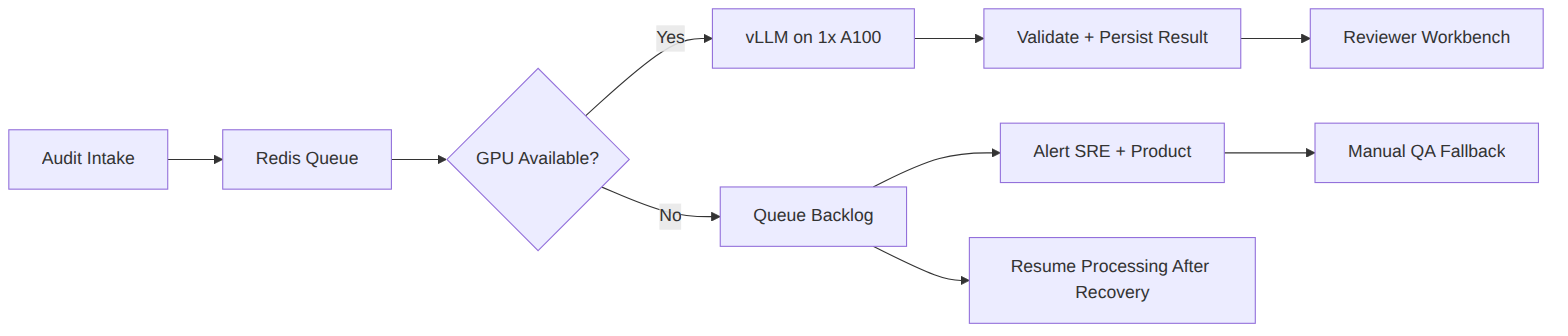 Audit Intake
Redis Queue
GPU Available?
Yes
vLLM on 1x A100
Validate + Persist Result
Reviewer Workbench
No
Queue Backlog
Alert SRE + Product
Manual QA Fallback
Resume Processing After
Recovery